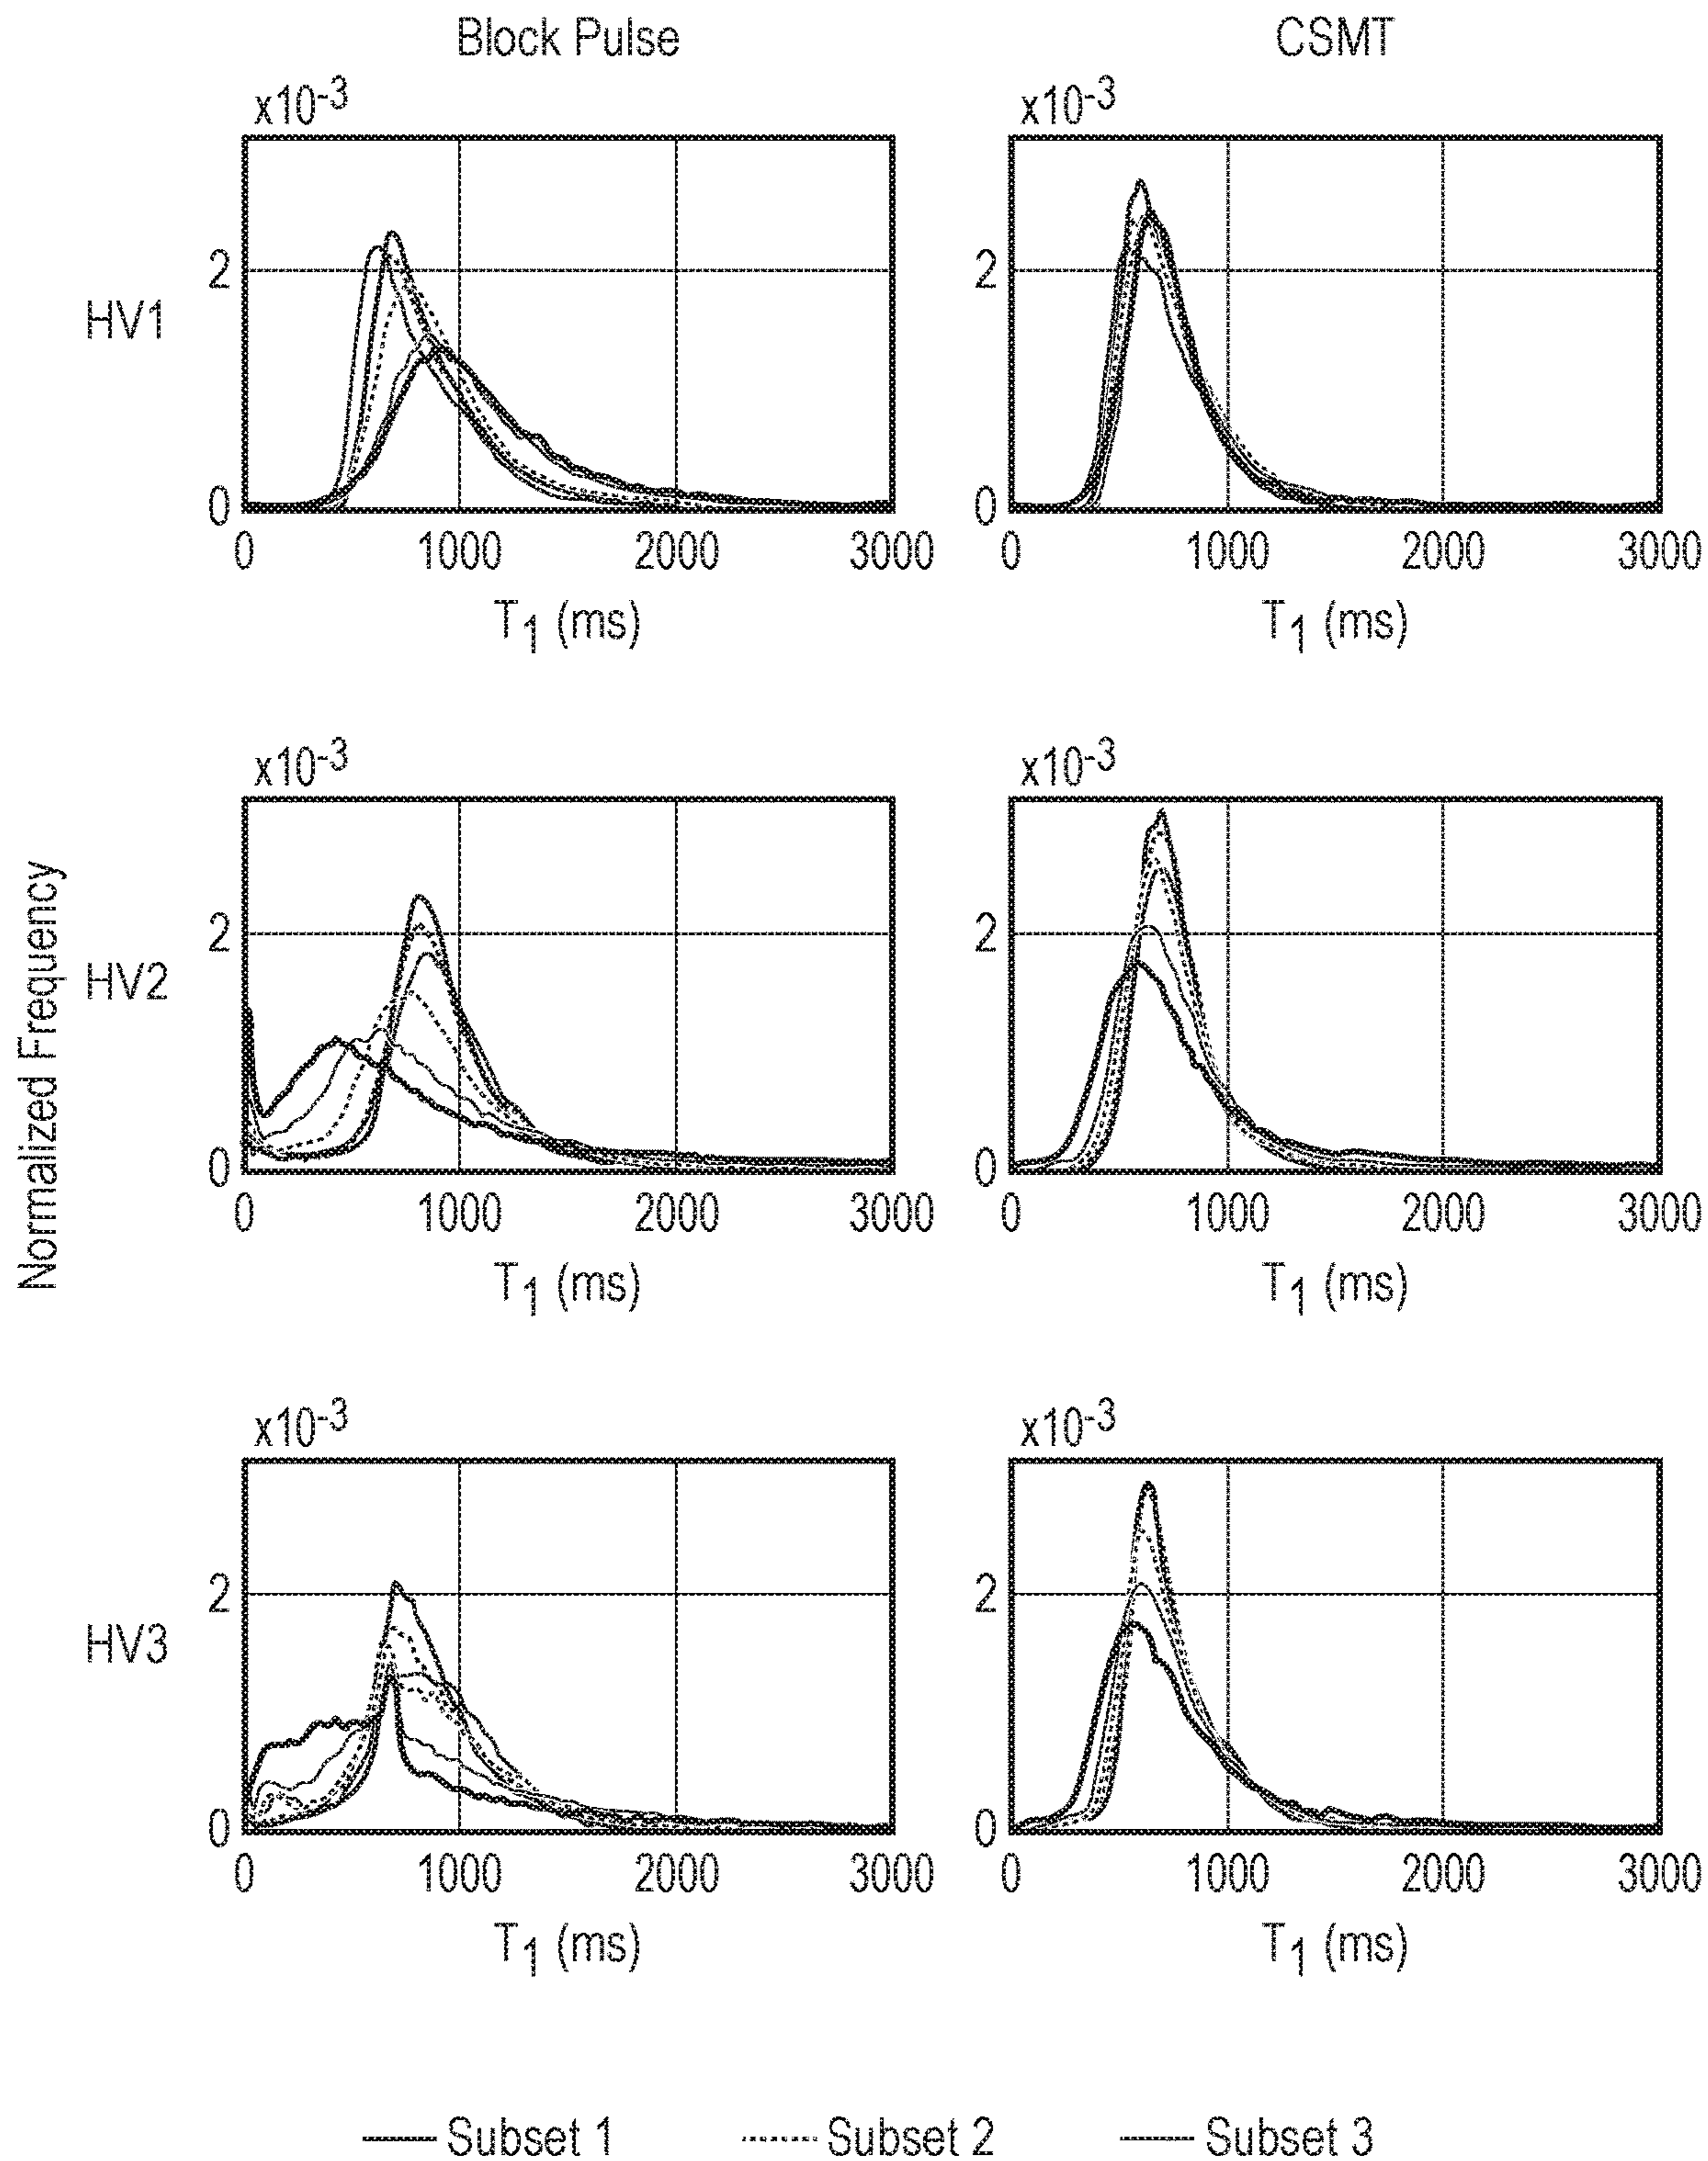 Block Pulse CSMT
x10-3 x10-3
2 2
HV1
0 0
0 1000 2000 3000 0 1000 2000 3000
T1 (ms) T1 (ms)
x10-3 x10-3
Normalized Frequency
2 2
HV2
0 0
0 1000 2000 3000 0 1000 2000 3000
T1 (ms) T1 (ms)
x10-3 x10-3
2 2
HV3
0 0
0 1000 2000 3000 0 1000 2000 3000
T1 (ms) T1 (ms)
Subset 1 Subset 2 Subset 3